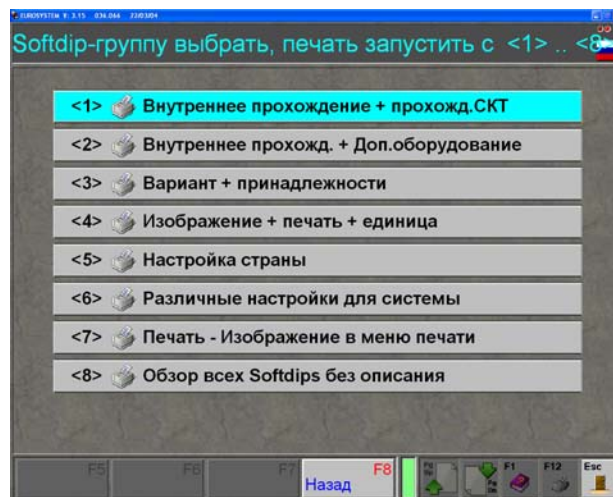 EUROSYSTEM V: 3.15 036.066 22/03/04
Softdip-группу выбрать, печать запустить с <1> .. <8>
<1> Внутреннее прохождение + прохожд.СКТ
<2> Внутреннее прохожд. + Доп.оборудование
<3> Вариант + принадлежности
<4> Изображение + печать + единица
<5> Настройка страны
<6> Различные настройки для системы
<7> Печать - Изображение в меню печати
<8> Обзор всех Softdips без описания
F5 F6 F7 F8 F1 F12 Esc
Назад